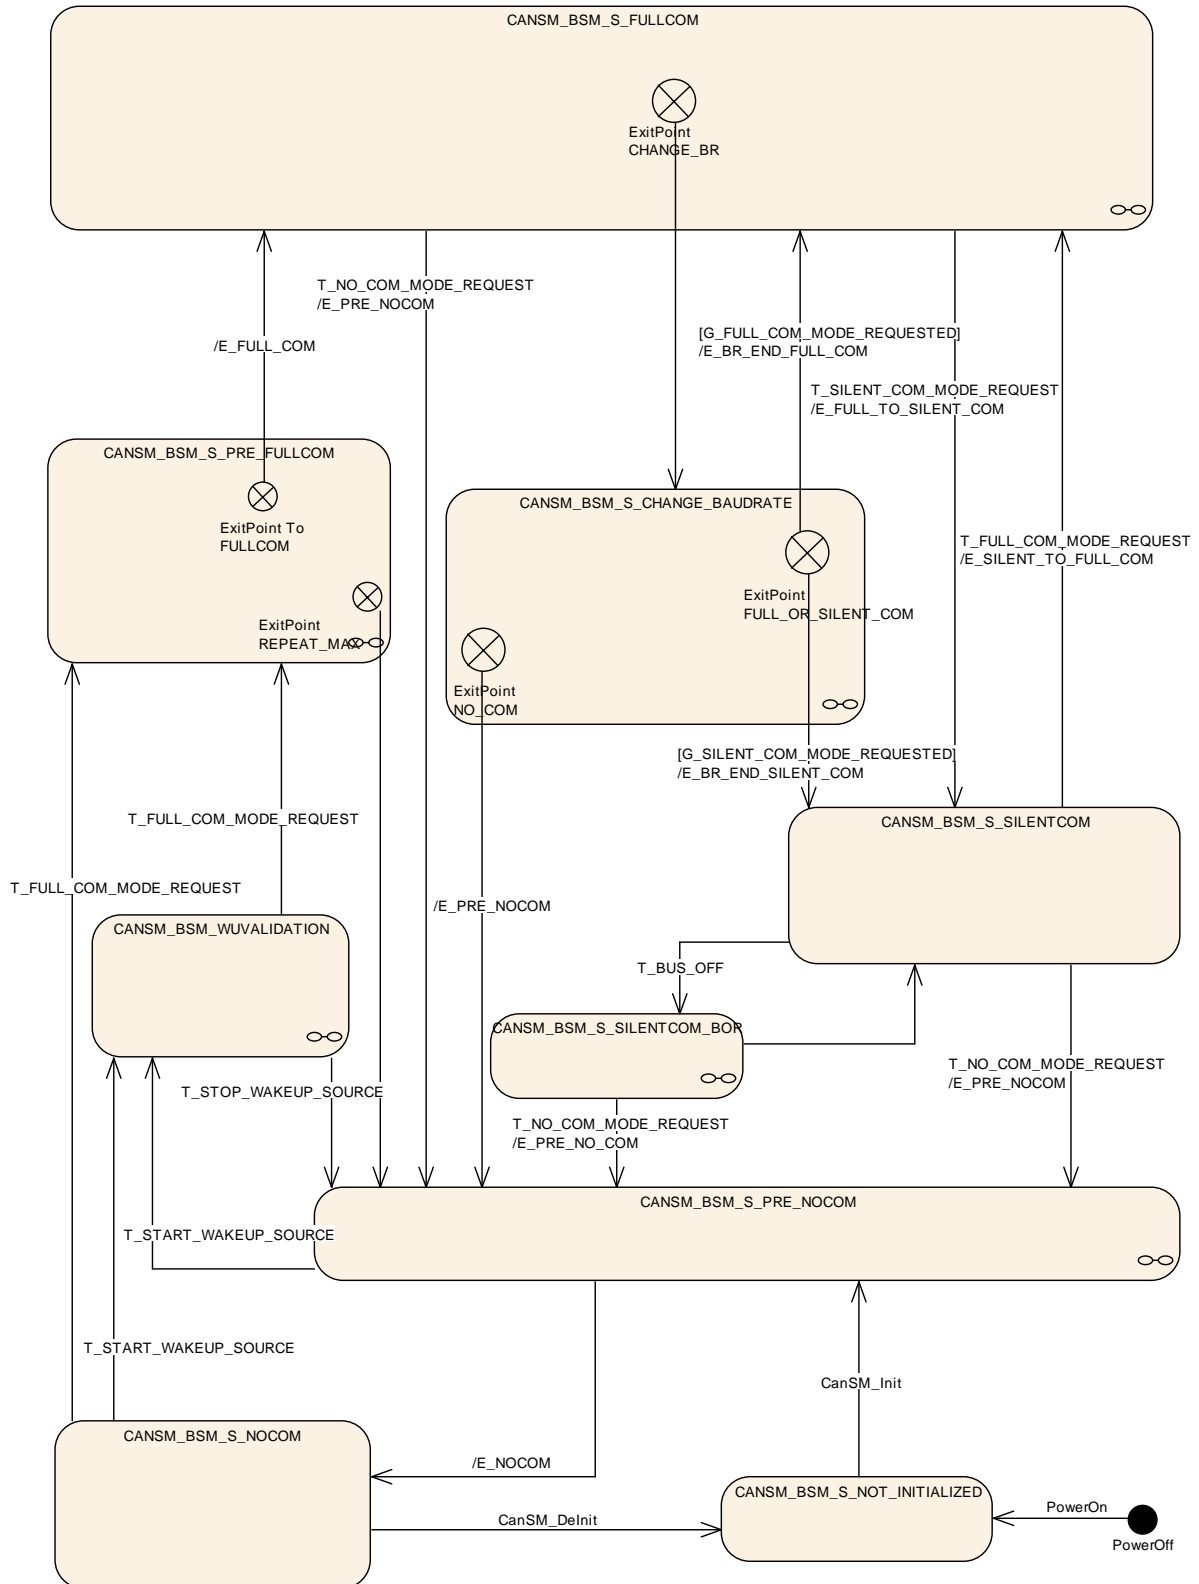 CANSM_BSM_S_FULLCOM
ExitPoint
CHANGE_BR
T_NO_COM_MODE_REQUEST
/E_PRE_NOCOM
/E_FULL_COM
[G_FULL_COM_MODE_REQUESTED]
/E_BR_END_FULL_COM
T_SILENT_COM_MODE_REQUEST
/E_FULL_TO_SILENT_COM
CANSM_BSM_S_PRE_FULLCOM
ExitPoint To
FULLCOM
ExitPoint
REPEAT_MAX
CANSM_BSM_S_CHANGE_BAUDRATE
ExitPoint
FULL_OR_SILENT_COM
ExitPoint
NO_COM
T_FULL_COM_MODE_REQUEST
/E_SILENT_TO_FULL_COM
[G_SILENT_COM_MODE_REQUESTED]
/E_BR_END_SILENT_COM
T_FULL_COM_MODE_REQUEST
CANSM_BSM_S_SILENTCOM
T_FULL_COM_MODE_REQUEST
/E_PRE_NOCOM
CANSM_BSM_WUVALIDATION
T_BUS_OFF
CANSM_BSM_S_SILENTCOM_BOR
T_NO_COM_MODE_REQUEST
/E_PRE_NOCOM
T_STOP_WAKEUP_SOURCE
T_NO_COM_MODE_REQUEST
/E_PRE_NO_COM
CANSM_BSM_S_PRE_NOCOM
T_START_WAKEUP_SOURCE
T_START_WAKEUP_SOURCE
CanSM_Init
CANSM_BSM_S_NOCOM
/E_NOCOM
CANSM_BSM_S_NOT_INITIALIZED
CanSM_DeInit
PowerOn
PowerOff